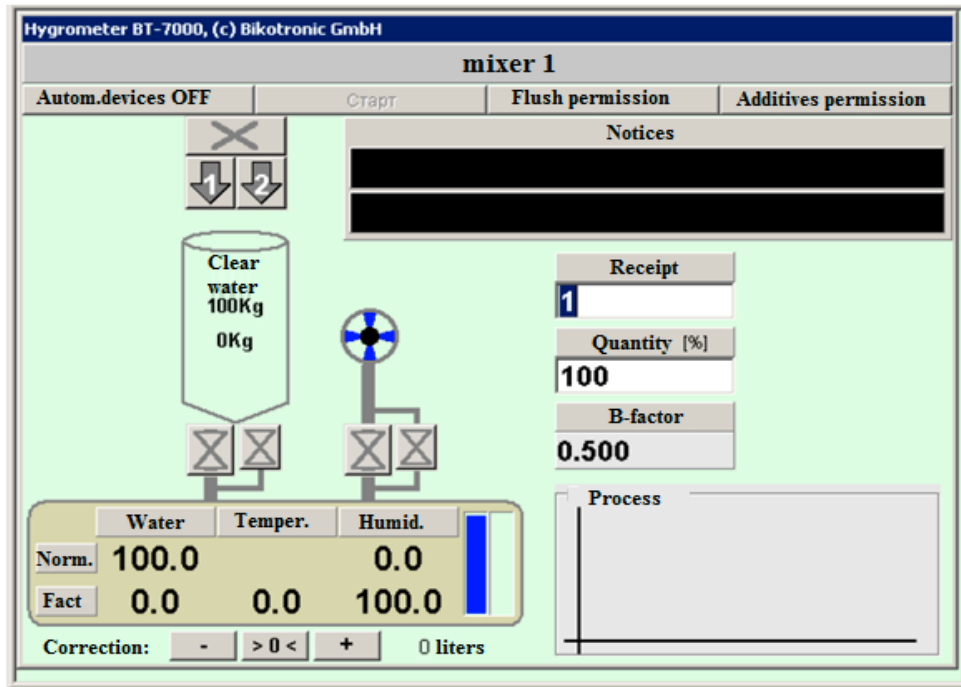 Hygrometer BT-7000, (c) Bikotronic GmbH
mixer 1
Autom.devices OFF Старт Flush permission Additives permission
Notices
1 2
Clear
water
100Kg
0Kg
Receipt
1
Quantity [%]
100
B-factor
0.500
Process
Water Temper. Humid.
Norm. 100.0 0.0
Fact 0.0 0.0 100.0
Correction: - > 0 < + 0 liters